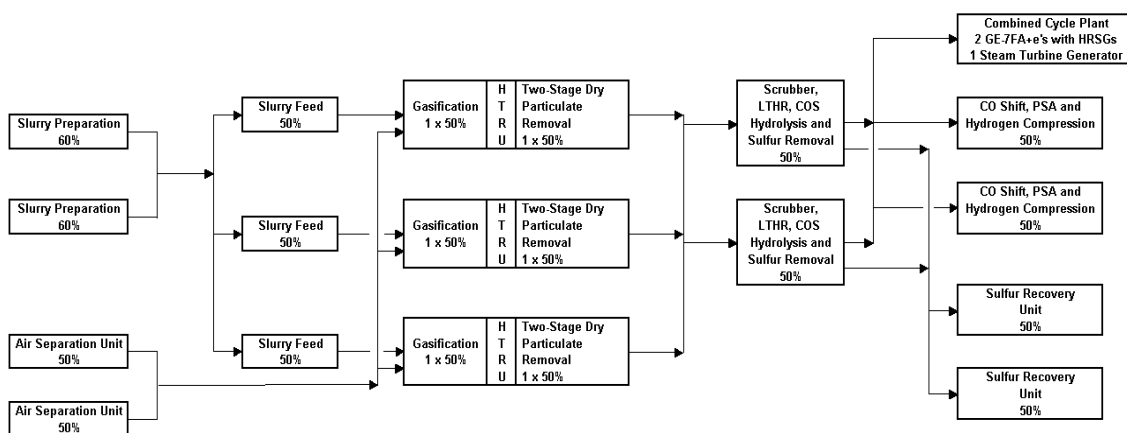 Slurry Preparation
60%
Slurry Preparation
60%
Air Separation Unit
50%
Air Separation Unit
50%
Slurry Feed
50%
Slurry Feed
50%
Slurry Feed
50%
Gasification
1 x 50%
H
T
R
U
Two-Stage Dry
Particulate
Removal
1 x 50%
Gasification
1 x 50%
H
T
R
U
Two-Stage Dry
Particulate
Removal
1 x 50%
Gasification
1 x 50%
H
T
R
U
Two-Stage Dry
Particulate
Removal
1 x 50%
Scrubber,
LTHR, COS
Hydrolysis and
Sulfur Removal
50%
Scrubber,
LTHR, COS
Hydrolysis and
Sulfur Removal
50%
Combined Cycle Plant
2 GE-7FA+e's with HRSGs
1 Steam Turbine Generator
CO Shift, PSA and
Hydrogen Compression
50%
CO Shift, PSA and
Hydrogen Compression
50%
Sulfur Recovery
Unit
50%
Sulfur Recovery
Unit
50%